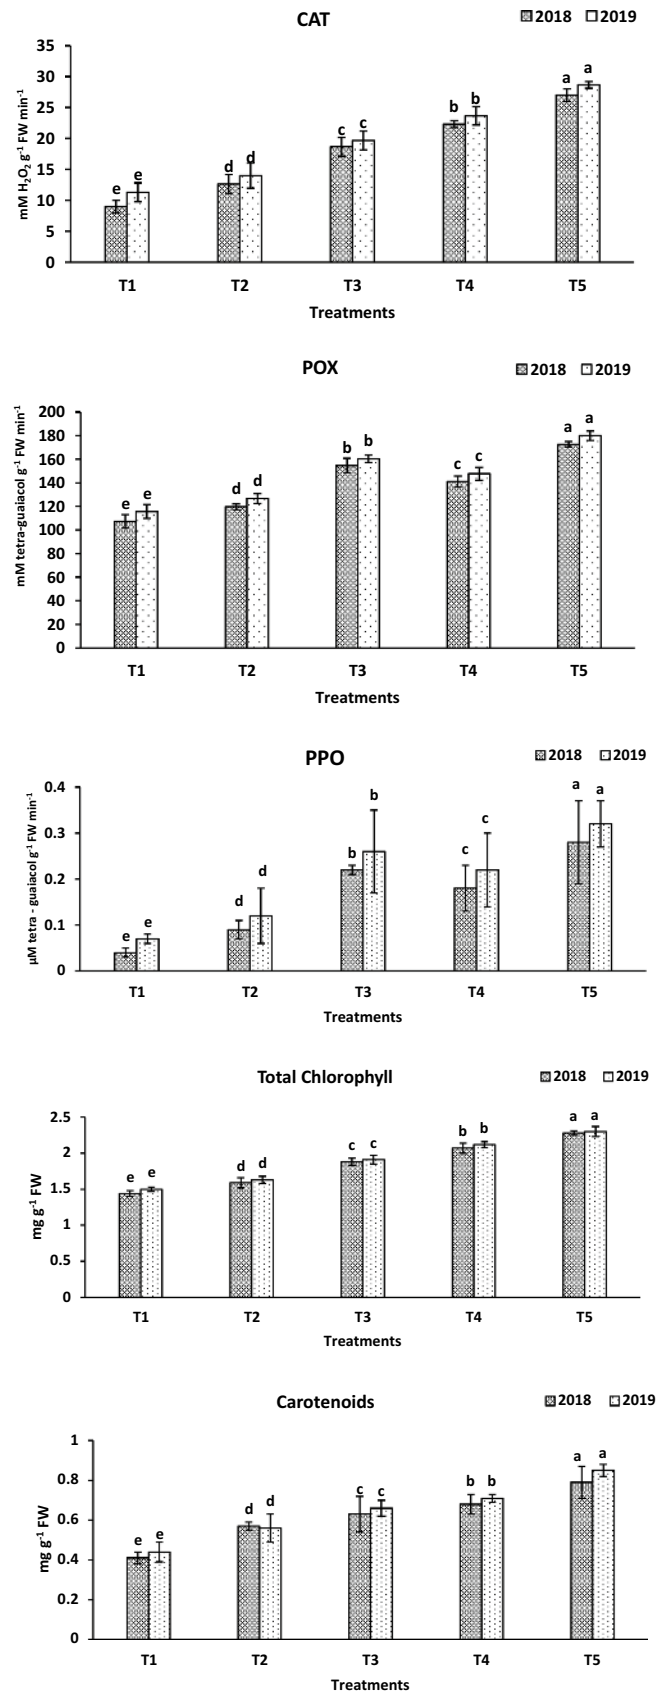 CAT
2018 2019
mM H₂O₂ g⁻¹ FW min⁻¹
35
30
25
20
15
10
5
0
e e d d c c b b a a
T1 T2 T3 T4 T5
Treatments
POX
2018 2019
mM tetra-guaiacol g⁻¹ FW min⁻¹
200
180
160
140
120
100
80
60
40
20
0
e e d d b b c c a a
T1 T2 T3 T4 T5
Treatments
PPO
2018 2019
μM tetra - guaiacol g⁻¹ FW min⁻¹
0.4
0.3
0.2
0.1
0
e e d d b b c c a a
T1 T2 T3 T4 T5
Treatments
Total Chlorophyll
2018 2019
mg g⁻¹ FW
2.5
2
1.5
1
0.5
0
e e d d c c b b a a
T1 T2 T3 T4 T5
Treatments
Carotenoids
2018 2019
mg g⁻¹ FW
1
0.8
0.6
0.4
0.2
0
e e d d c c b b a a
T1 T2 T3 T4 T5
Treatments